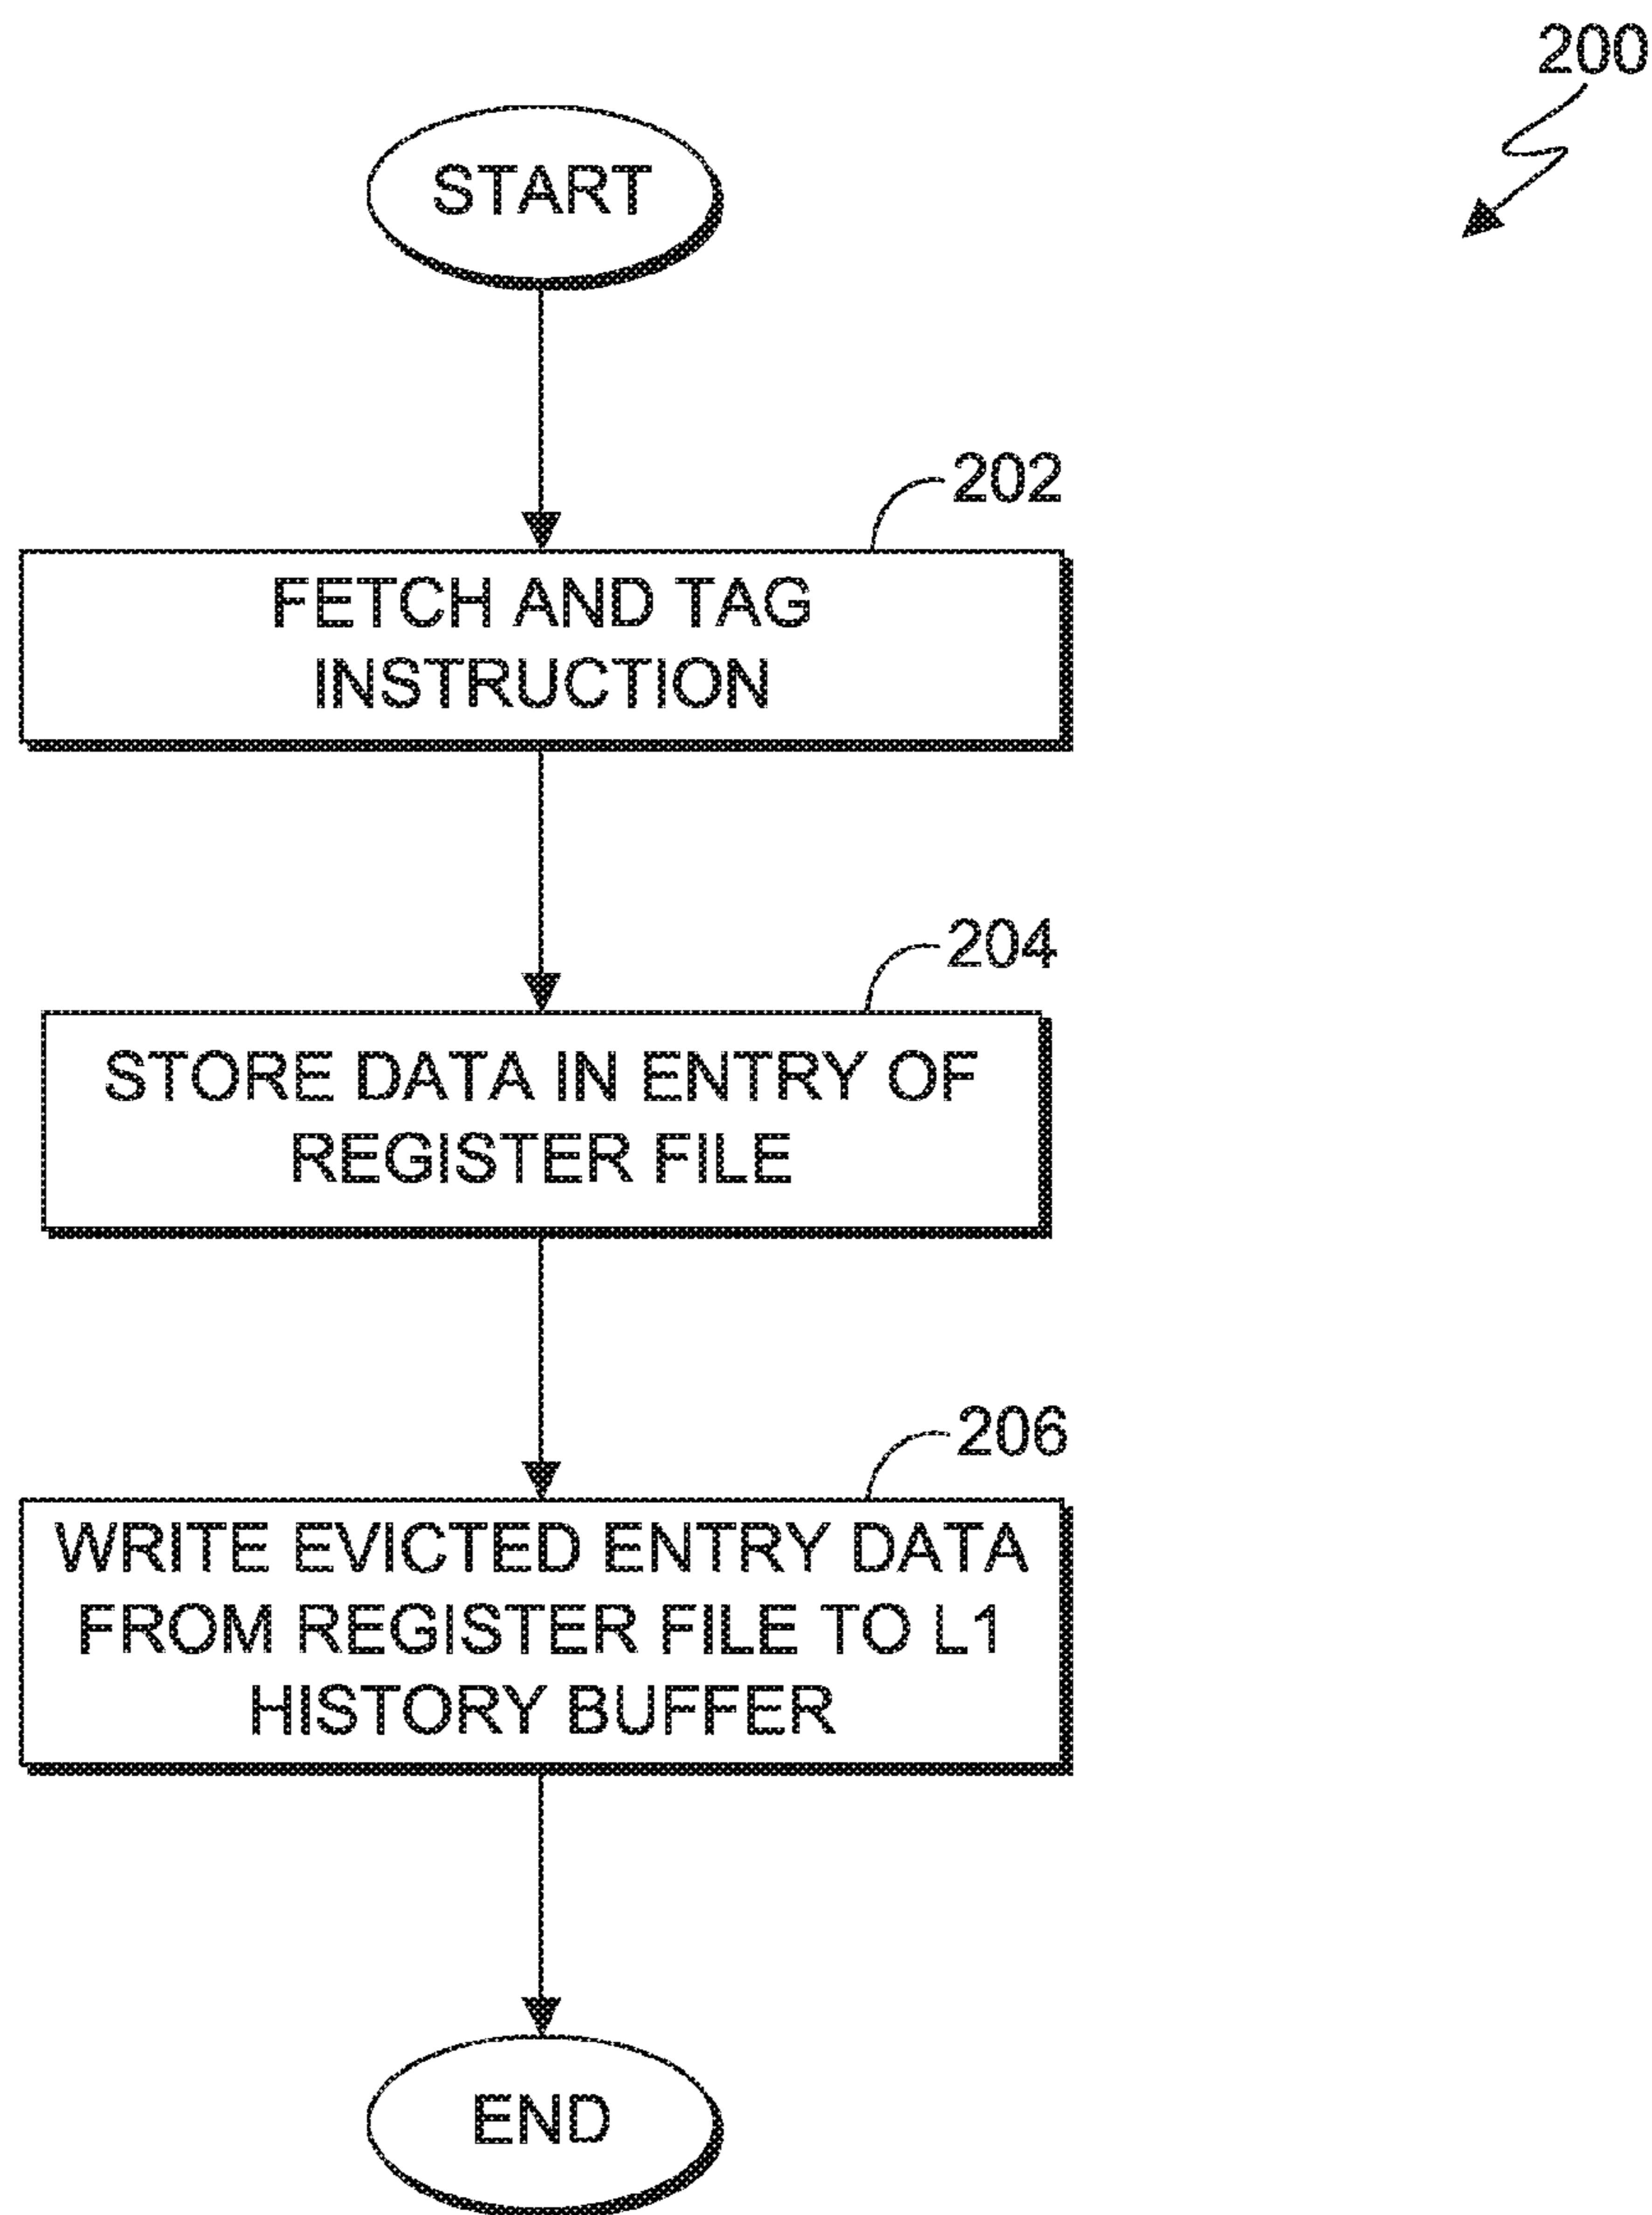 200
START
202
FETCH AND TAG
INSTRUCTION
204
STORE DATA IN ENTRY OF
REGISTER FILE
206
WRITE EVICTED ENTRY DATA
FROM REGISTER FILE TO L1
HISTORY BUFFER
END